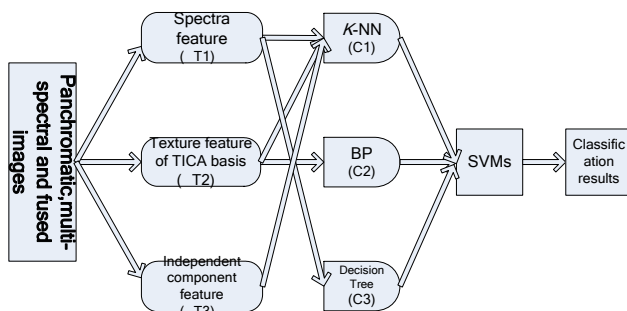 Panchromatic,multi-
spectral and fused
images
Spectra
feature
( T1)
Texture feature
of TICA basis
( T2)
Independent
component
feature
( T3)
K-NN
(C1)
BP
(C2)
Decision
Tree
(C3)
SVMs
Classific
ation
results